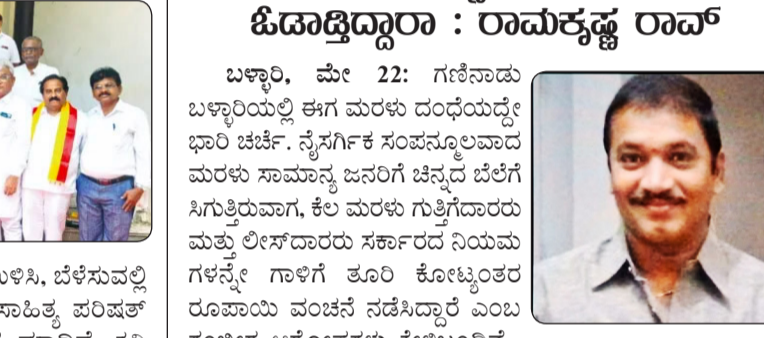 ಓಡಾಡ್ತಿದ್ದಾರಾ : ರಾಮಕೃಷ್ಣ ರಾವ್
ಬಳ್ಳಾರಿ, ಮೇ 22: ಗಣಿನಾಡು
ಬಳ್ಳಾರಿಯಲ್ಲಿ ಈಗ ಮರಳು ದಂಧೆಯದ್ದೇ
ಭಾರಿ ಚರ್ಚೆ. ನೈಸರ್ಗಿಕ ಸಂಪನ್ಮೂಲವಾದ
ಮರಳು ಸಾಮಾನ್ಯ ಜನರಿಗೆ ಚಿನ್ನದ ಬೆಲೆಗೆ
ಸಿಗುತ್ತಿರುವಾಗ, ಕೆಲ ಮರಳು ಗುತ್ತಿಗೆದಾರರು
ಮತ್ತು ಲೀಸ್‌ದಾರರು ಸರ್ಕಾರದ ನಿಯಮ
ಗಳನ್ನೇ ಗಾಳಿಗೆ ತೂರಿ ಕೋಟ್ಯಂತರ
ರೂಪಾಯಿ ವಂಚನೆ ನಡೆಸಿದ್ದಾರೆ ಎಂಬ
ಬೆಳೆಸುವಲ್ಲಿ
ಸಾಹಿತ್ಯ ಪರಿಷತ್